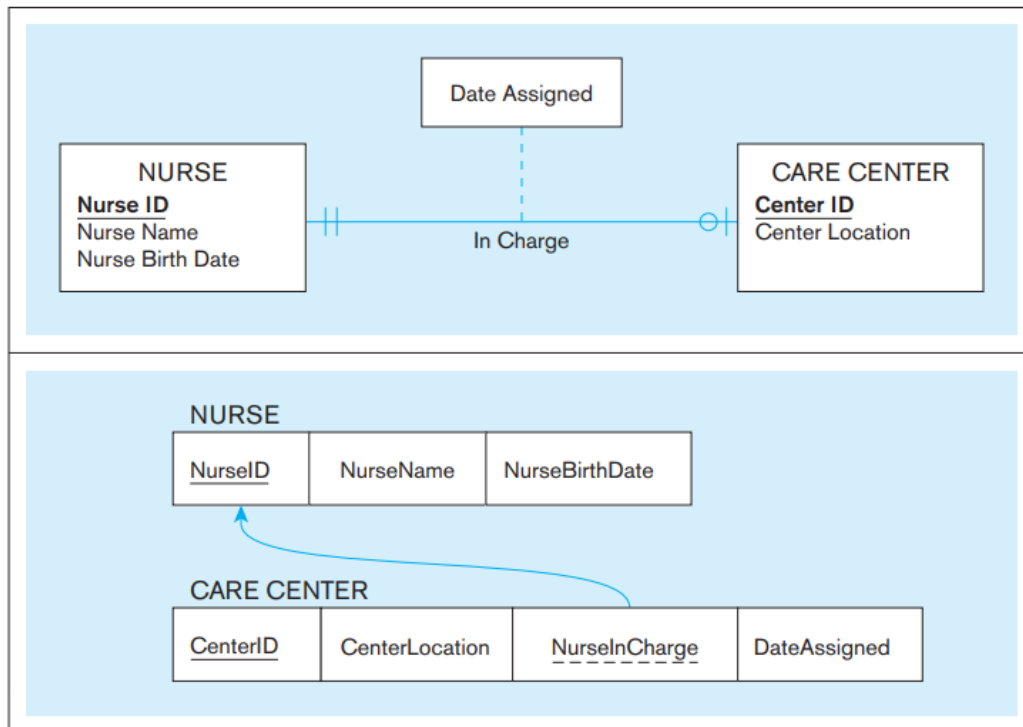 Date Assigned
NURSE
Nurse ID
Nurse Name
Nurse Birth Date
In Charge
CARE CENTER
Center ID
Center Location
NURSE
NurseID
NurseName
NurseBirthDate
CARE CENTER
CenterID
CenterLocation
NurseInCharge
DateAssigned